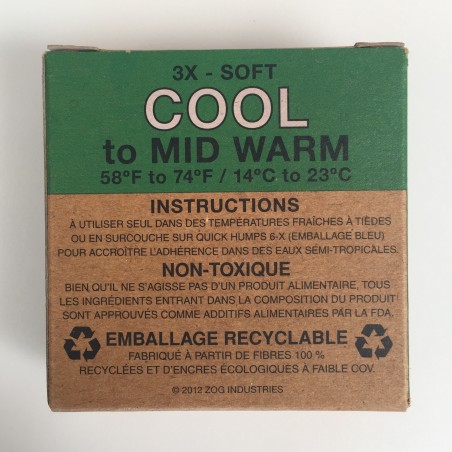 3X - SOFT
COOL
to MID WARM
58ºF to 74ºF / 14ºC to 23ºC
INSTRUCTIONS
À UTILISER SEUL DANS DES TEMPÉRATURES FRAÎCHES À TIÈDES
OU EN SURCOUCHE SUR QUICK HUMPS 6-X (EMBALLAGE BLEU)
POUR ACCROÎTRE L'ADHÉRENCE DANS DES EAUX SEMI-TROPICALES.
NON-TOXIQUE
BIEN QU'IL NE S'AGISSE PAS D'UN PRODUIT ALIMENTAIRE, TOUS
LES INGRÉDIENTS ENTRANT DANS LA COMPOSITION DU PRODUIT
SONT APPROUVÉS COMME ADDITIFS ALIMENTAIRES PAR LA FDA.
EMBALLAGE RECYCLABLE
FABRIQUÉ À PARTIR DE FIBRES 100 %
RECYCLÉES ET D'ENCRES ÉCOLOGIQUES À FAIBLE COV.
© 2012 ZOG INDUSTRIES